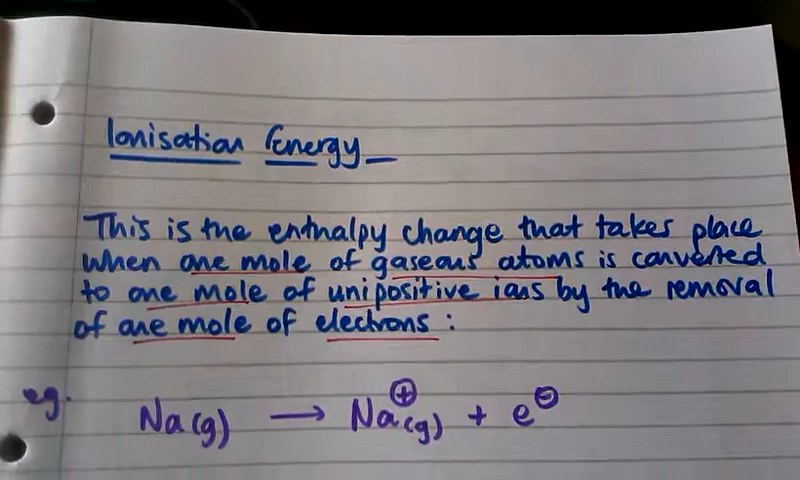 Ionisation Energy
This is the enthalpy change that takes place
when one mole of gaseous atoms is converted
to one mole of unipositive ions by the removal
of one mole of electrons :
eg. Na(g) → Na⊕(g) + e⊖